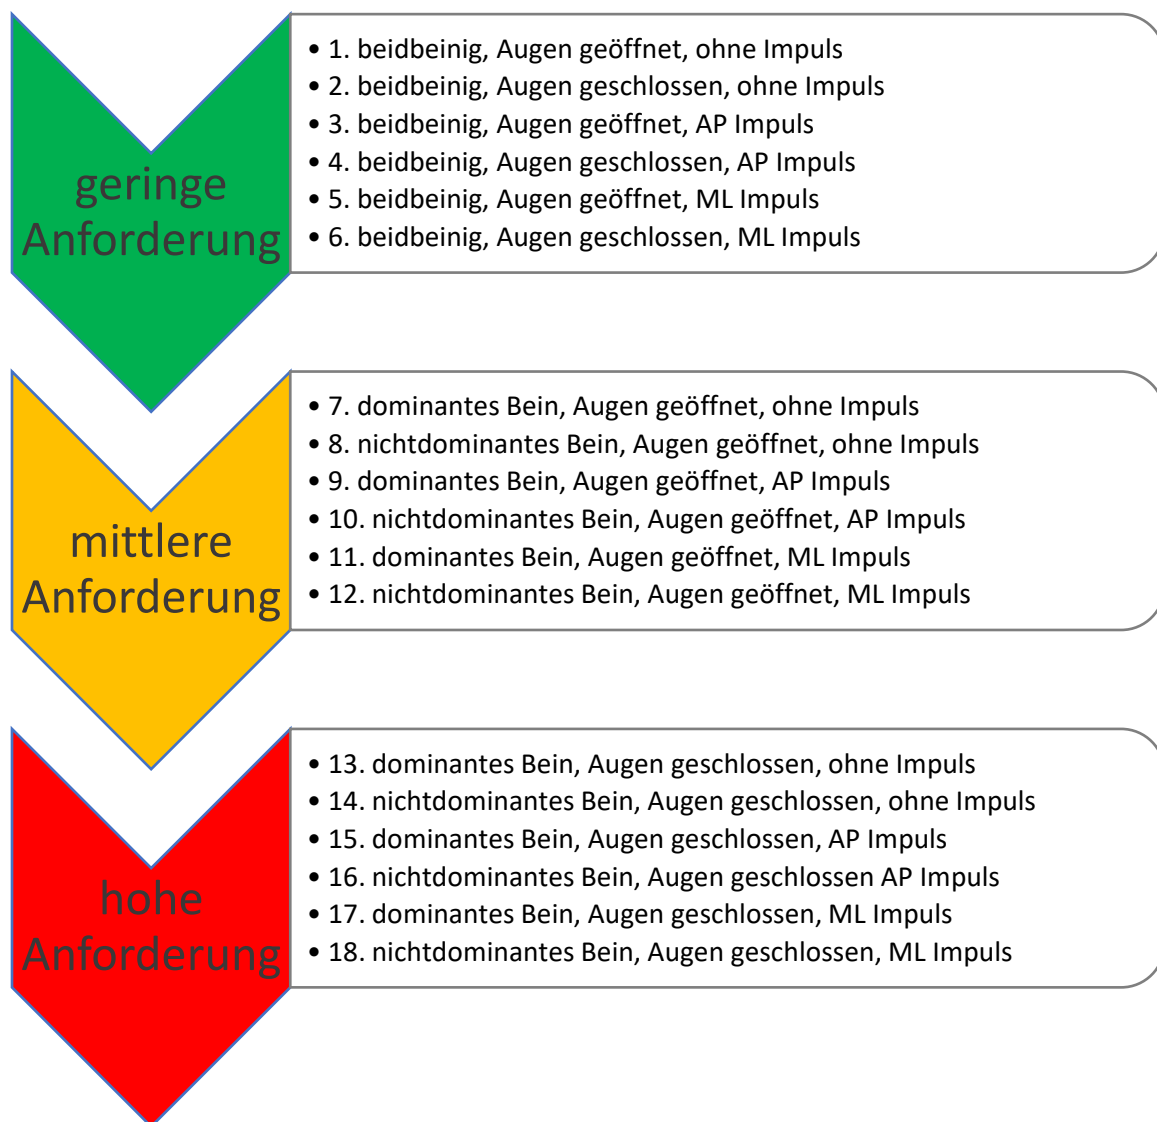 geringe
Anforderung
• 1. beidbeinig, Augen geöffnet, ohne Impuls
• 2. beidbeinig, Augen geschlossen, ohne Impuls
• 3. beidbeinig, Augen geöffnet, AP Impuls
• 4. beidbeinig, Augen geschlossen, AP Impuls
• 5. beidbeinig, Augen geöffnet, ML Impuls
• 6. beidbeinig, Augen geschlossen, ML Impuls
mittlere
Anforderung
• 7. dominantes Bein, Augen geöffnet, ohne Impuls
• 8. nichtdominantes Bein, Augen geöffnet, ohne Impuls
• 9. dominantes Bein, Augen geöffnet, AP Impuls
• 10. nichtdominantes Bein, Augen geöffnet, AP Impuls
• 11. dominantes Bein, Augen geöffnet, ML Impuls
• 12. nichtdominantes Bein, Augen geöffnet, ML Impuls
hohe
Anforderung
• 13. dominantes Bein, Augen geschlossen, ohne Impuls
• 14. nichtdominantes Bein, Augen geschlossen, ohne Impuls
• 15. dominantes Bein, Augen geschlossen, AP Impuls
• 16. nichtdominantes Bein, Augen geschlossen AP Impuls
• 17. dominantes Bein, Augen geschlossen, ML Impuls
• 18. nichtdominantes Bein, Augen geschlossen, ML Impuls